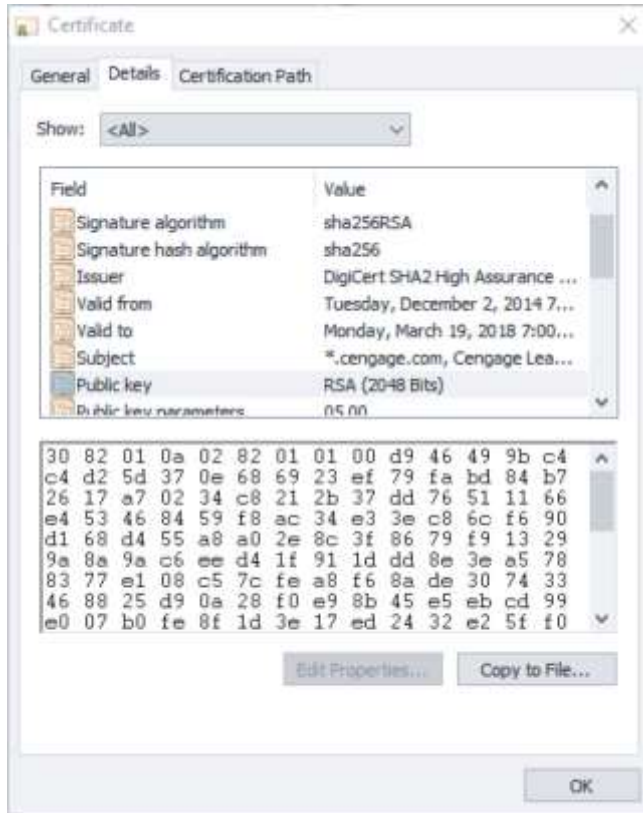 Certificate
General Details Certification Path
Show: <All>
Field Value
Signature algorithm sha256RSA
Signature hash algorithm sha256
Issuer DigiCert SHA2 High Assurance ...
Valid from Tuesday, December 2, 2014 7...
Valid to Monday, March 19, 2018 7:00...
Subject *.cengage.com, Cengage Lea...
Public key RSA (2048 Bits)
Public key parameters 05 00
30 82 01 0a 02 82 01 01 00 d9 46 49 9b c4
c4 d2 5d 37 0e 68 69 23 ef 79 fa bd 84 b7
26 17 a7 02 34 c8 21 2b 37 dd 76 51 11 66
e4 53 46 84 59 f8 ac 34 e3 3e c8 6c f6 90
d1 68 d4 55 a8 a0 2e 8c 3f 86 79 f9 13 29
9a 8a 9a c6 ee d4 1f 91 1d dd 8e 3e a5 78
83 77 e1 08 c5 7c fe a8 f6 8a de 30 74 33
46 88 25 d9 0a 28 f0 e9 8b 45 e5 eb cd 99
e0 07 b0 fe 8f 1d 3e 17 ed 24 32 e2 5f f0
Edit Properties... Copy to File...
OK